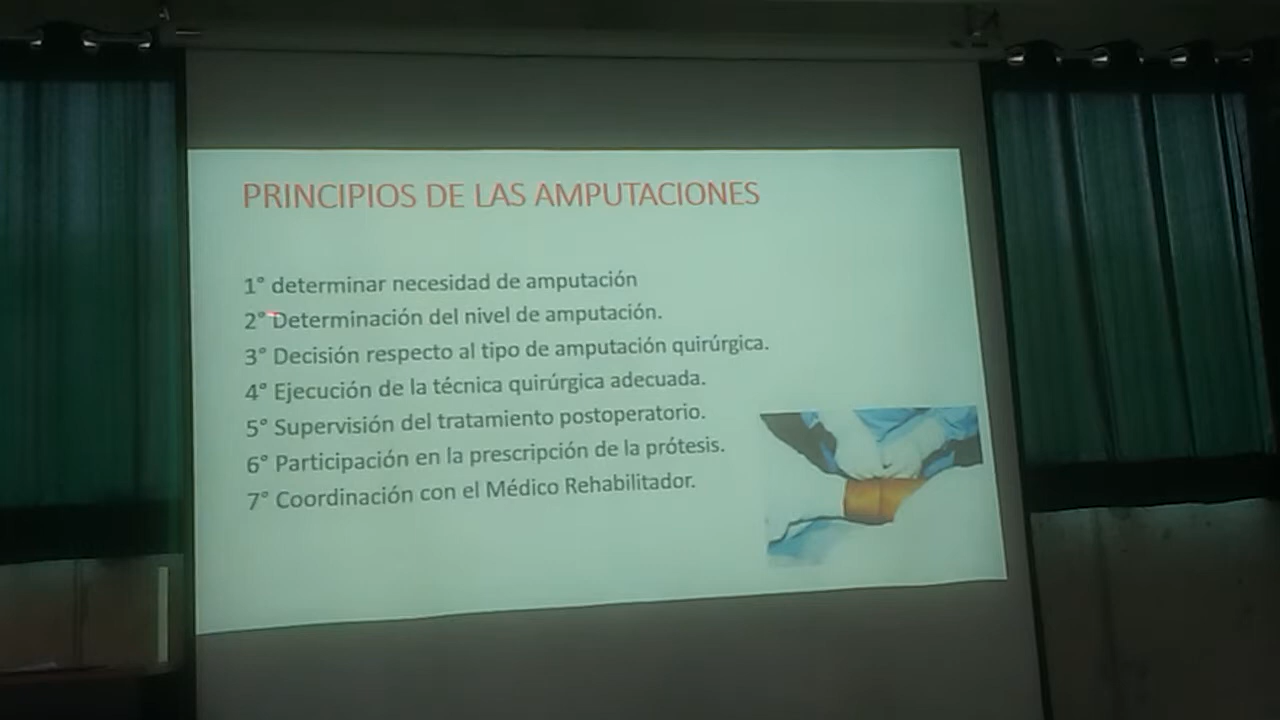 PRINCIPIOS DE LAS AMPUTACIONES
1° determinar necesidad de amputación
2° Determinación del nivel de amputación.
3° Decisión respecto al tipo de amputación quirúrgica.
4° Ejecución de la técnica quirúrgica adecuada.
5° Supervisión del tratamiento postoperatorio.
6° Participación en la prescripción de la prótesis.
7° Coordinación con el Médico Rehabilitador.